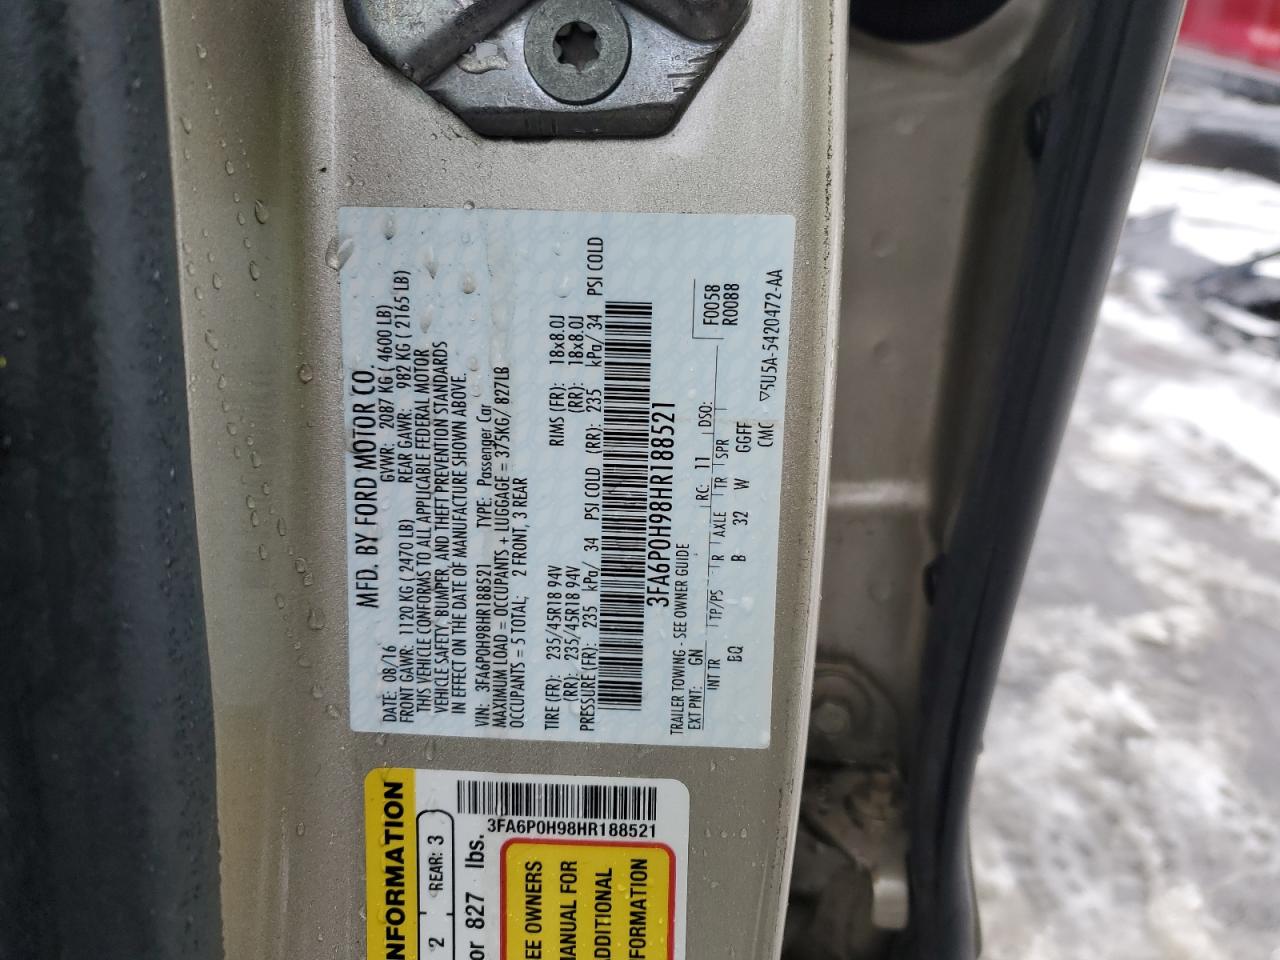 MFD. BY FORD MOTOR CO.
DATE: 08/16 GVWR: 2087 KG ( 4600 LB)
FRONT GAWR: 1120 KG ( 2470 LB) REAR GAWR: 982 KG ( 2165 LB)
THIS VEHICLE CONFORMS TO ALL APPLICABLE FEDERAL MOTOR
VEHICLE SAFETY, BUMPER, AND THEFT PREVENTION STANDARDS
IN EFFECT ON THE DATE OF MANUFACTURE SHOWN ABOVE.
VIN: 3FA6P0H98HR188521 TYPE: Passenger Car
MAXIMUM LOAD = OCCUPANTS + LUGGAGE = 375KG/ 827LB
OCCUPANTS = 5 TOTAL: 2 FRONT, 3 REAR
TIRE (FR): 235/45R18 94V RIMS (FR): 18x8.0J
(RR): 235/45R18 94V (RR): 18x8.0J
PRESSURE (FR): 235 kPa/ 34 PSI COLD (RR): 235 kPa/ 34 PSI COLD
3FA6P0H98HR188521
TRAILER TOWING - SEE OWNER GUIDE
EXT PNT: GN RC: 11 DSO: F0058
R0088
INT TR TP/PS R AXLE TR SPR
BQ B 32 W GGFF
CMC ▽5U5A-5420472-AA
NFORMATION
2 REAR: 3
or 827 lbs.
3FA6P0H98HR188521
EE OWNERS
ANUAL FOR
ADDITIONAL
FORMATION